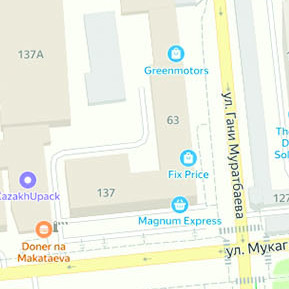 137A
Greenmotors
63
ул. Гани Муратбаева
Fix Price
KazakhUpack
137
Magnum Express
127
Doner na
Makataeva
ул. Мукаг